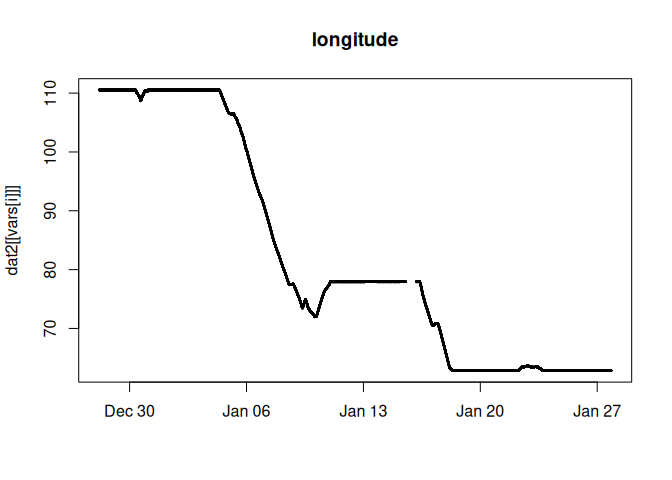 longitude
dat2[[vars[i]]]
110
100
90
80
70
Dec 30
Jan 06
Jan 13
Jan 20
Jan 27